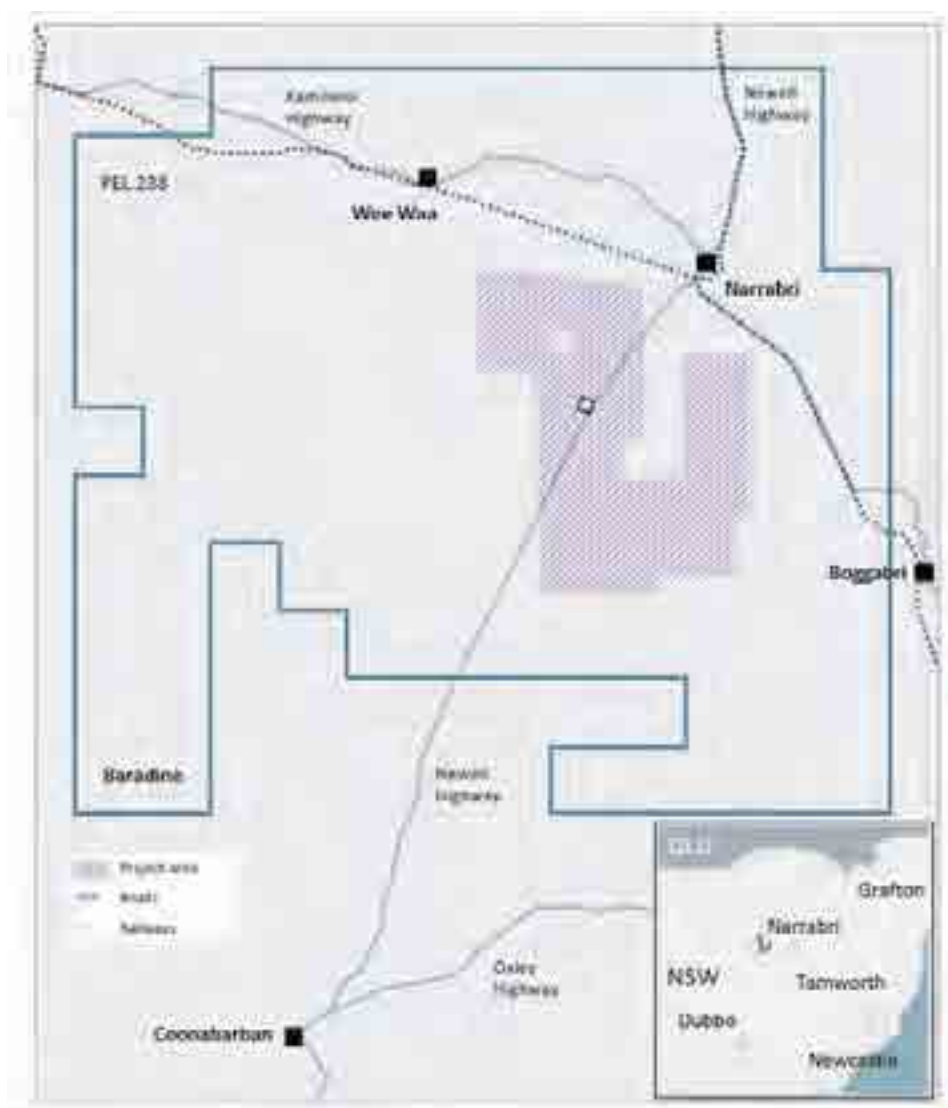 Kamilaroi
Highway
Newell
Highway
PEL 238
Wee Waa
Narrabri
Boggabri
Baradine
Newell
Highway
Project area
Roads
Railways
QLD
Grafton
Narrabri
NSW
Tamworth
Dubbo
Newcastle
Oxley
Highway
Coonabarban